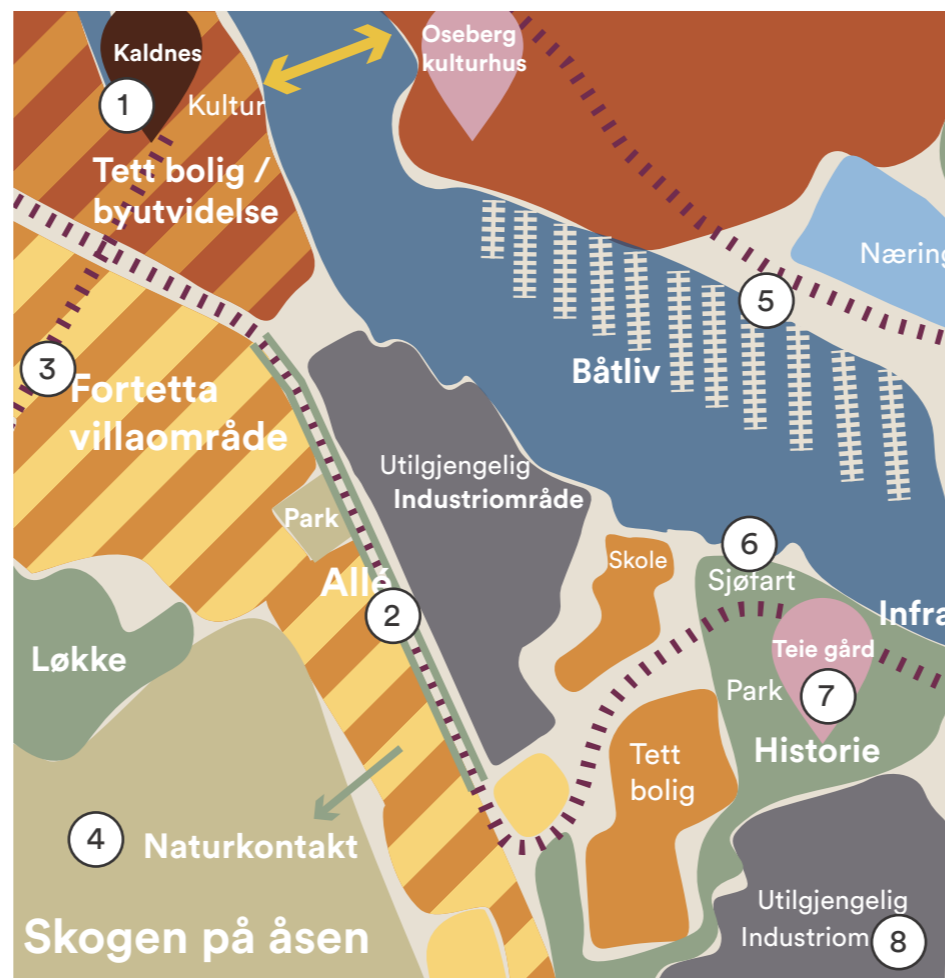 Kaldnes
1
Kultur
Oseberg
kulturhus
Tett bolig /
byutvidelse
Næring
5
3
Fortetta
villaområde
Båtliv
Utilgjengelig
Industriområde
Park
Skole
6
Sjøfart
Allé
2
Infra
Teie gård
Løkke
Park
7
Historie
Tett
bolig
4
Naturkontakt
Utilgjengelig
Industriom
8
Skogen på åsen